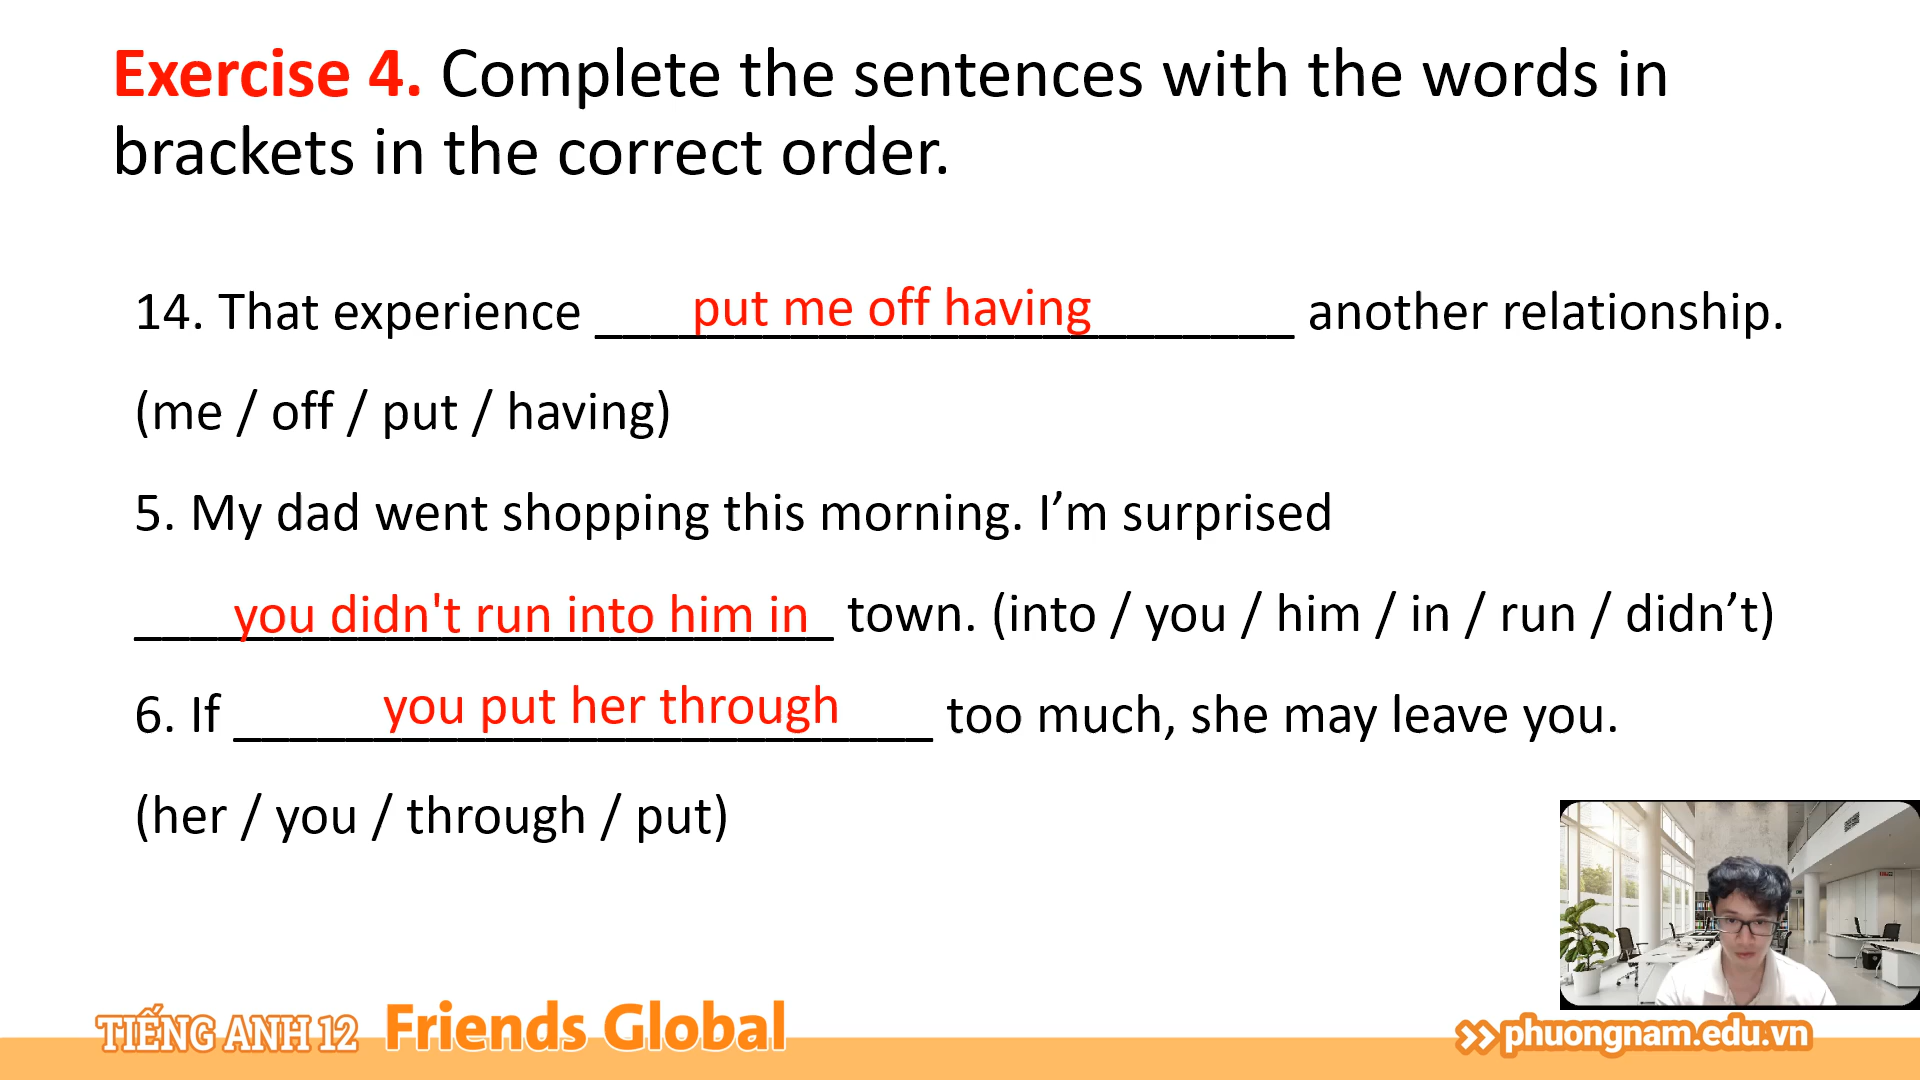 Exercise 4. Complete the sentences with the words in
brackets in the correct order.
14. That experience put me off having another relationship.
(me / off / put / having)
5. My dad went shopping this morning. I’m surprised
you didn't run into him in town. (into / you / him / in / run / didn’t)
6. If you put her through too much, she may leave you.
(her / you / through / put)
TIẾNG ANH 12 Friends Global
phuongnam.edu.vn